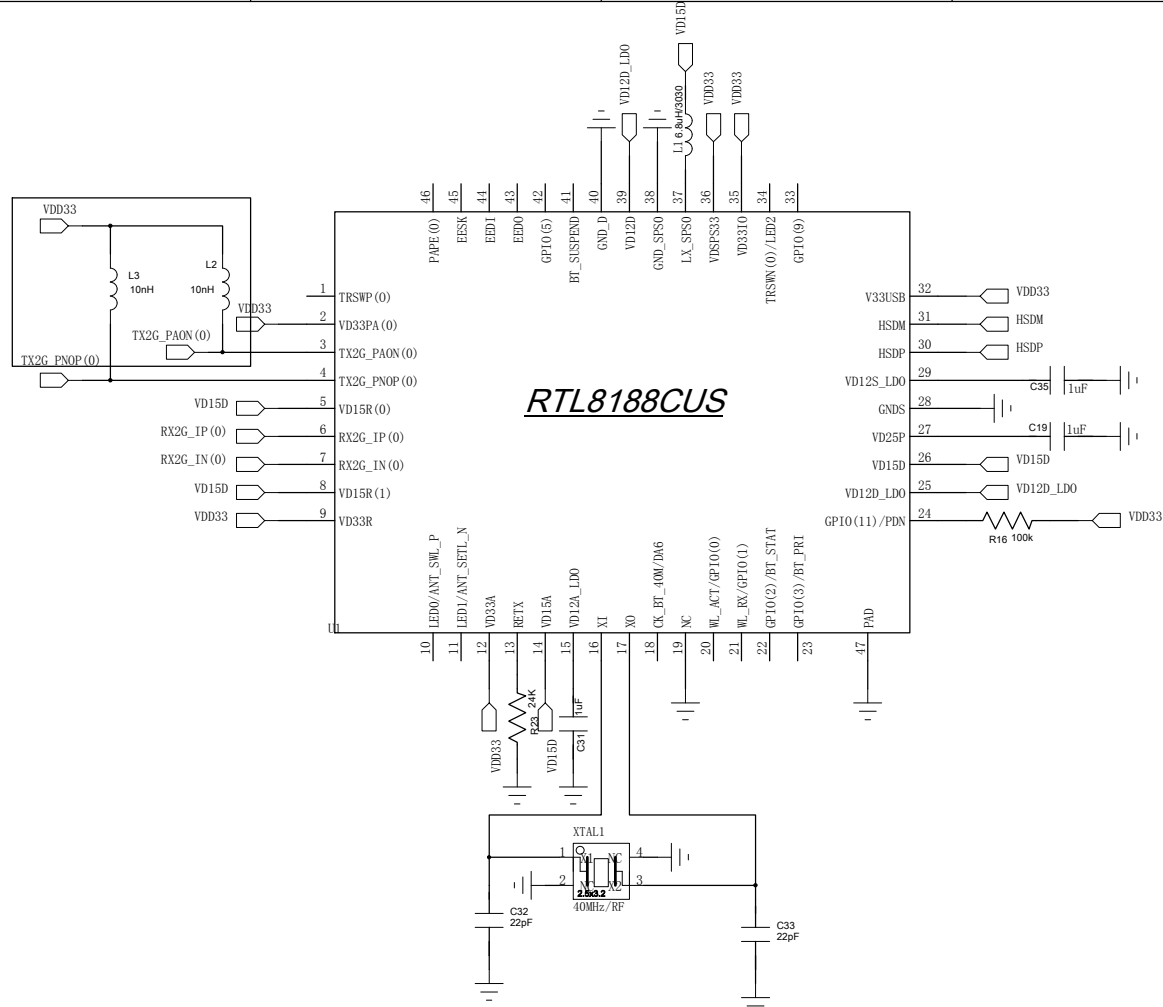 VD15D
VD12D_LDO
VDD33
VDD33
L1 6.8uH/3030
46
45
44
43
42
41
40
39
38
37
36
35
34
33
PAPE(0)
EESK
EEDI
EEDO
GPIO(5)
BT_SUSPEND
GND_D
VD12D
GND_SPS0
LX_SPS0
VDSPS33
VD33IO
TRSWN(0)/LED2
GPIO(9)
VDD33
L3
10nH
L2
10nH
VDD33
TX2G_PAON(0)
TX2G_PNOP(0)
VD15D
RX2G_IP(0)
RX2G_IN(0)
VD15D
VDD33
1 TRSWP(0)
2 VD33PA(0)
3 TX2G_PAON(0)
4 TX2G_PNOP(0)
5 VD15R(0)
6 RX2G_IP(0)
7 RX2G_IN(0)
8 VD15R(1)
9 VD33R
RTL8188CUS
V33USB 32 VDD33
HSDM 31 HSDM
HSDP 30 HSDP
VD12S_LDO 29
C35 1uF
GNDS 28
VD25P 27
C19 1uF
VD15D 26 VD15D
VD12D_LDO 25 VD12D_LDO
GPIO(11)/PDN 24 VDD33
R16 100k
LED0/ANT_SWL_P
LED1/ANT_SETL_N
VD33A
RETX
VD15A
VD12A_LDO
XI
XO
CK_BT_40M/DA6
NC
WL_ACT/GPIO(0)
WL_RX/GPIO(1)
GPIO(2)/BT_STAT
GPIO(3)/BT_PRI
PAD
U1
10
11
12
13
14
15
16
17
18
19
20
21
22
23
47
VDD33
R23 24K
VD15D
1uF
C31
XTAL1
1 X1 NC 4
2 NC X2 3
2.5x3.2
40MHz/RF
C32
22pF
C33
22pF